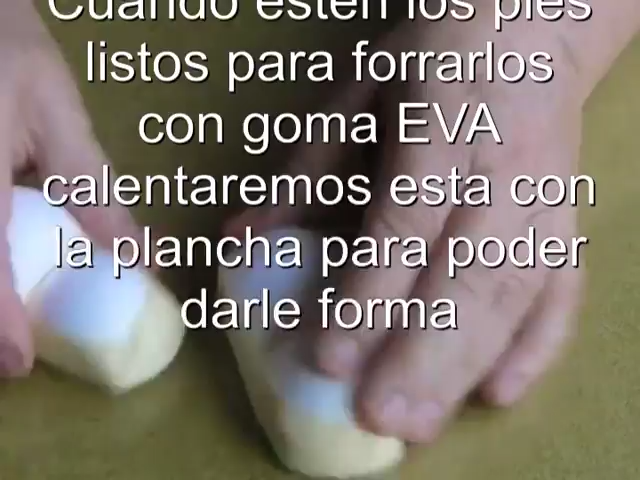 Cuando estén los pies
listos para forrarlos
con goma EVA
calentaremos esta con
la plancha para poder
darle forma